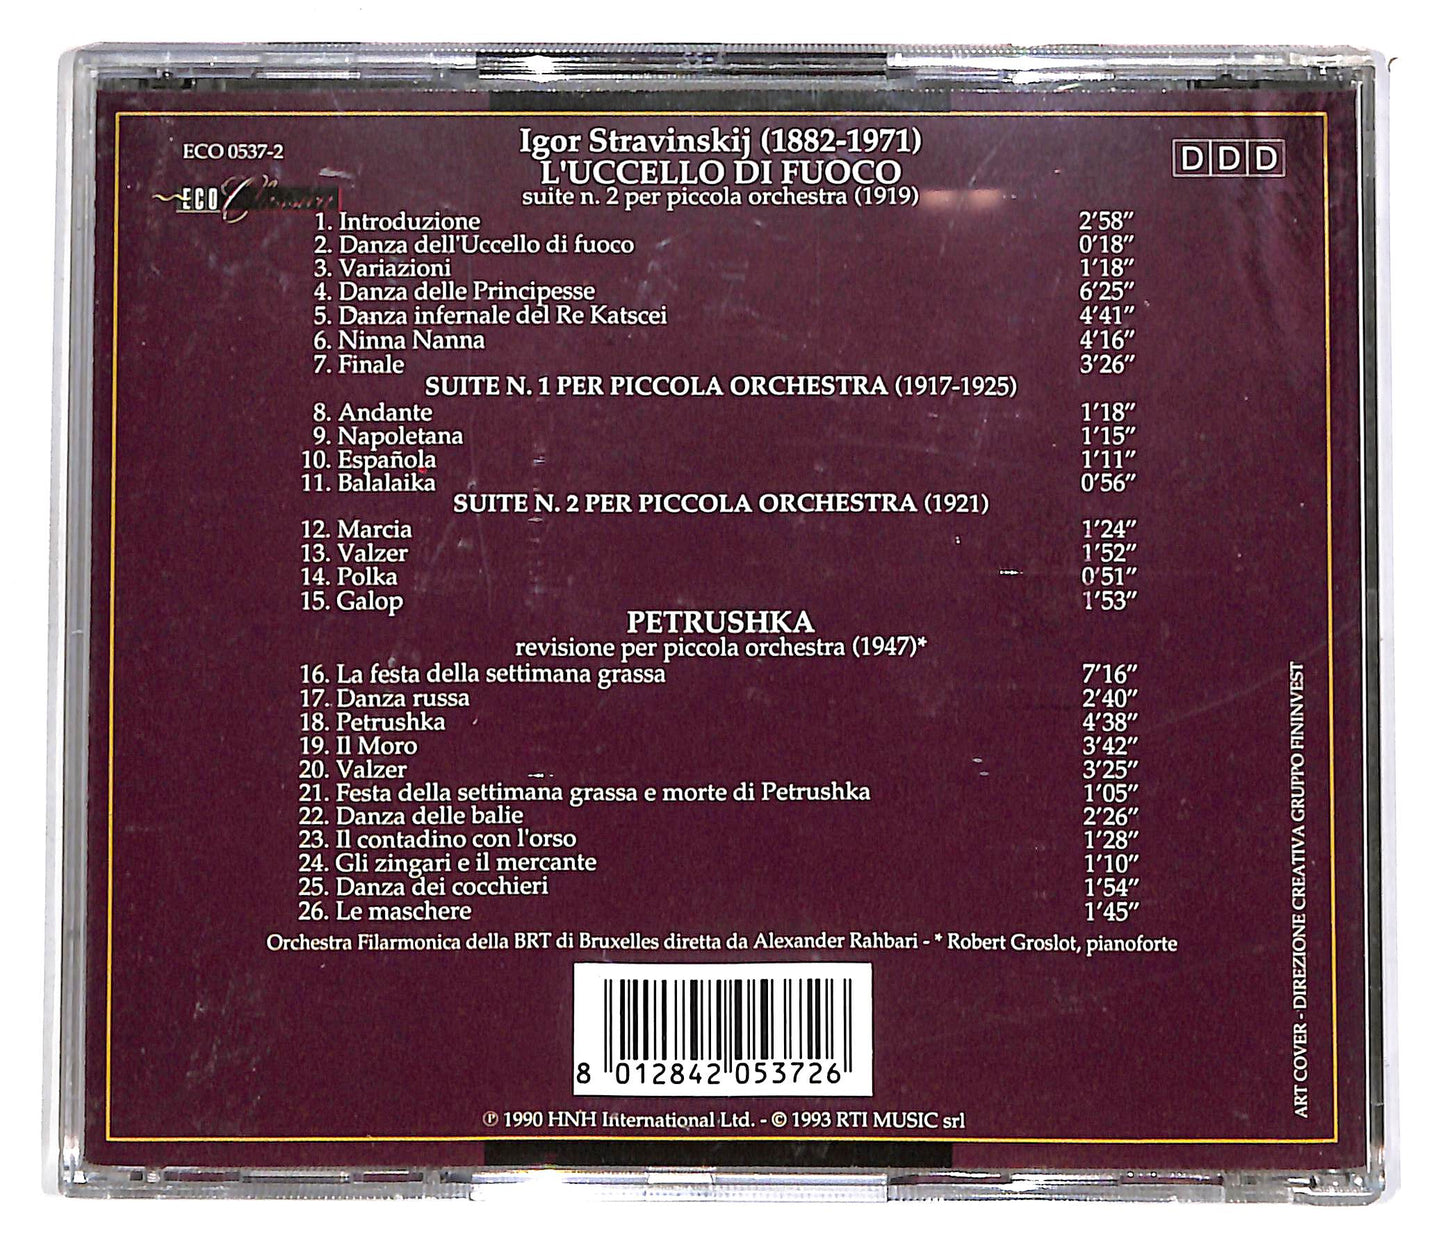 ECO 0537-2
ECO Classics
DDD
Igor Stravinskij (1882-1971)
L'UCCELLO DI FUOCO
suite n. 2 per piccola orchestra (1919)
1. Introduzione 2'58"
2. Danza dell'Uccello di fuoco 0'18"
3. Variazioni 1'18"
4. Danza delle Principesse 6'25"
5. Danza infernale del Re Katscei 4'41"
6. Ninna Nanna 4'16"
7. Finale 3'26"
SUITE N. 1 PER PICCOLA ORCHESTRA (1917-1925)
8. Andante 1'18"
9. Napoletana 1'15"
10. Española 1'11"
11. Balalaika 0'56"
SUITE N. 2 PER PICCOLA ORCHESTRA (1921)
12. Marcia 1'24"
13. Valzer 1'52"
14. Polka 0'51"
15. Galop 1'53"
PETRUSHKA
revisione per piccola orchestra (1947)*
16. La festa della settimana grassa 7'16"
17. Danza russa 2'40"
18. Petrushka 4'38"
19. Il Moro 3'42"
20. Valzer 3'25"
21. Festa della settimana grassa e morte di Petrushka 1'05"
22. Danza delle balie 2'26"
23. Il contadino con l'orso 1'28"
24. Gli zingari e il mercante 1'10"
25. Danza dei cocchieri 1'54"
26. Le maschere 1'45"
Orchestra Filarmonica della BRT di Bruxelles diretta da Alexander Rahbari - * Robert Groslot, pianoforte
8 012842 053726
℗ 1990 HNH International Ltd. - © 1993 RTI MUSIC srl
ART COVER - DIREZIONE CREATIVA GRUPPO FININVEST